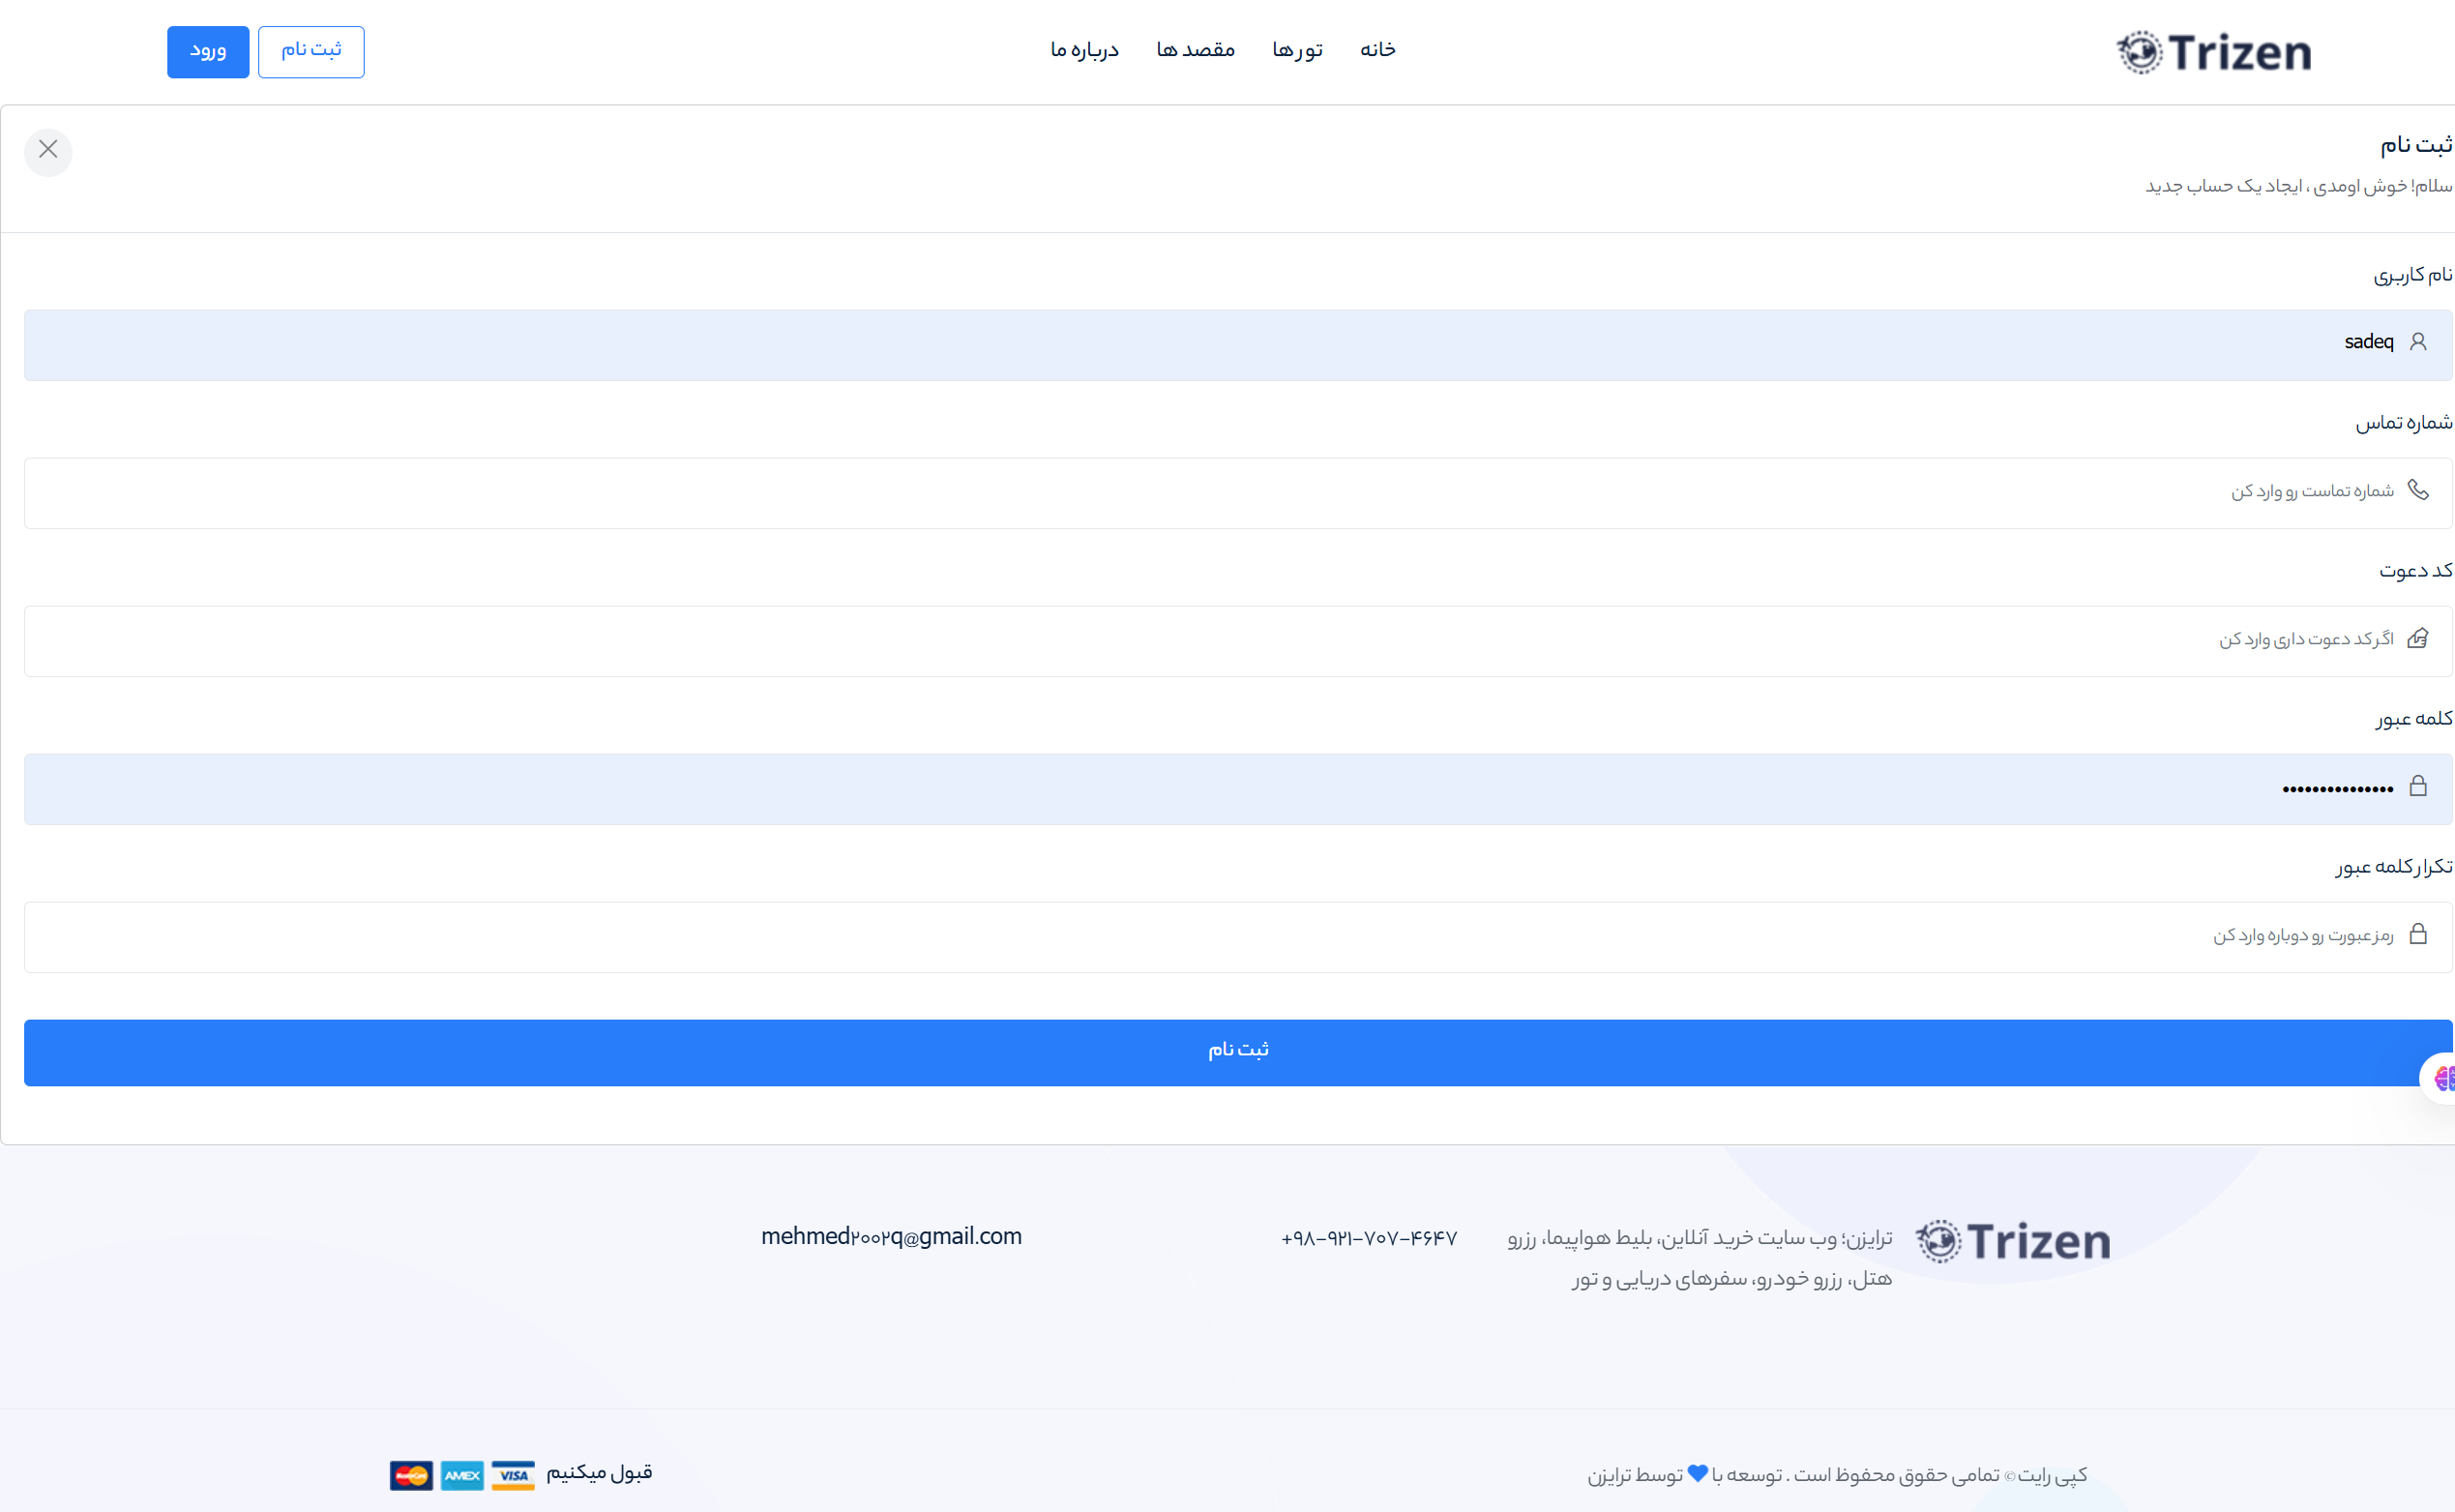 Trizen
خانه
تورها
مقصد ها
درباره ما
ثبت نام
ورود
ثبت نام
سلام! خوش اومدی ، ایجاد یک حساب جدید
نام کاربری
sadeq
شماره تماس
شماره تماست رو وارد کن
کد دعوت
اگر کد دعوت داری وارد کن
کلمه عبور
•••••••••••••••
تکرار کلمه عبور
رمز عبورت رو دوباره وارد کن
ثبت نام
Trizen
ترایزن؛ وب سایت خرید آنلاین، بلیط هواپیما، رزرو
هتل، رزرو خودرو، سفرهای دریایی و تور
+۹۸-۹۲۱-۷۰۷-۴۶۴۷
mehmed۲۰۰۲q@gmail.com
کپی رایت© تمامی حقوق محفوظ است . توسعه با توسط ترایزن
قبول میکنیم
VISA
AMEX
MasterCard